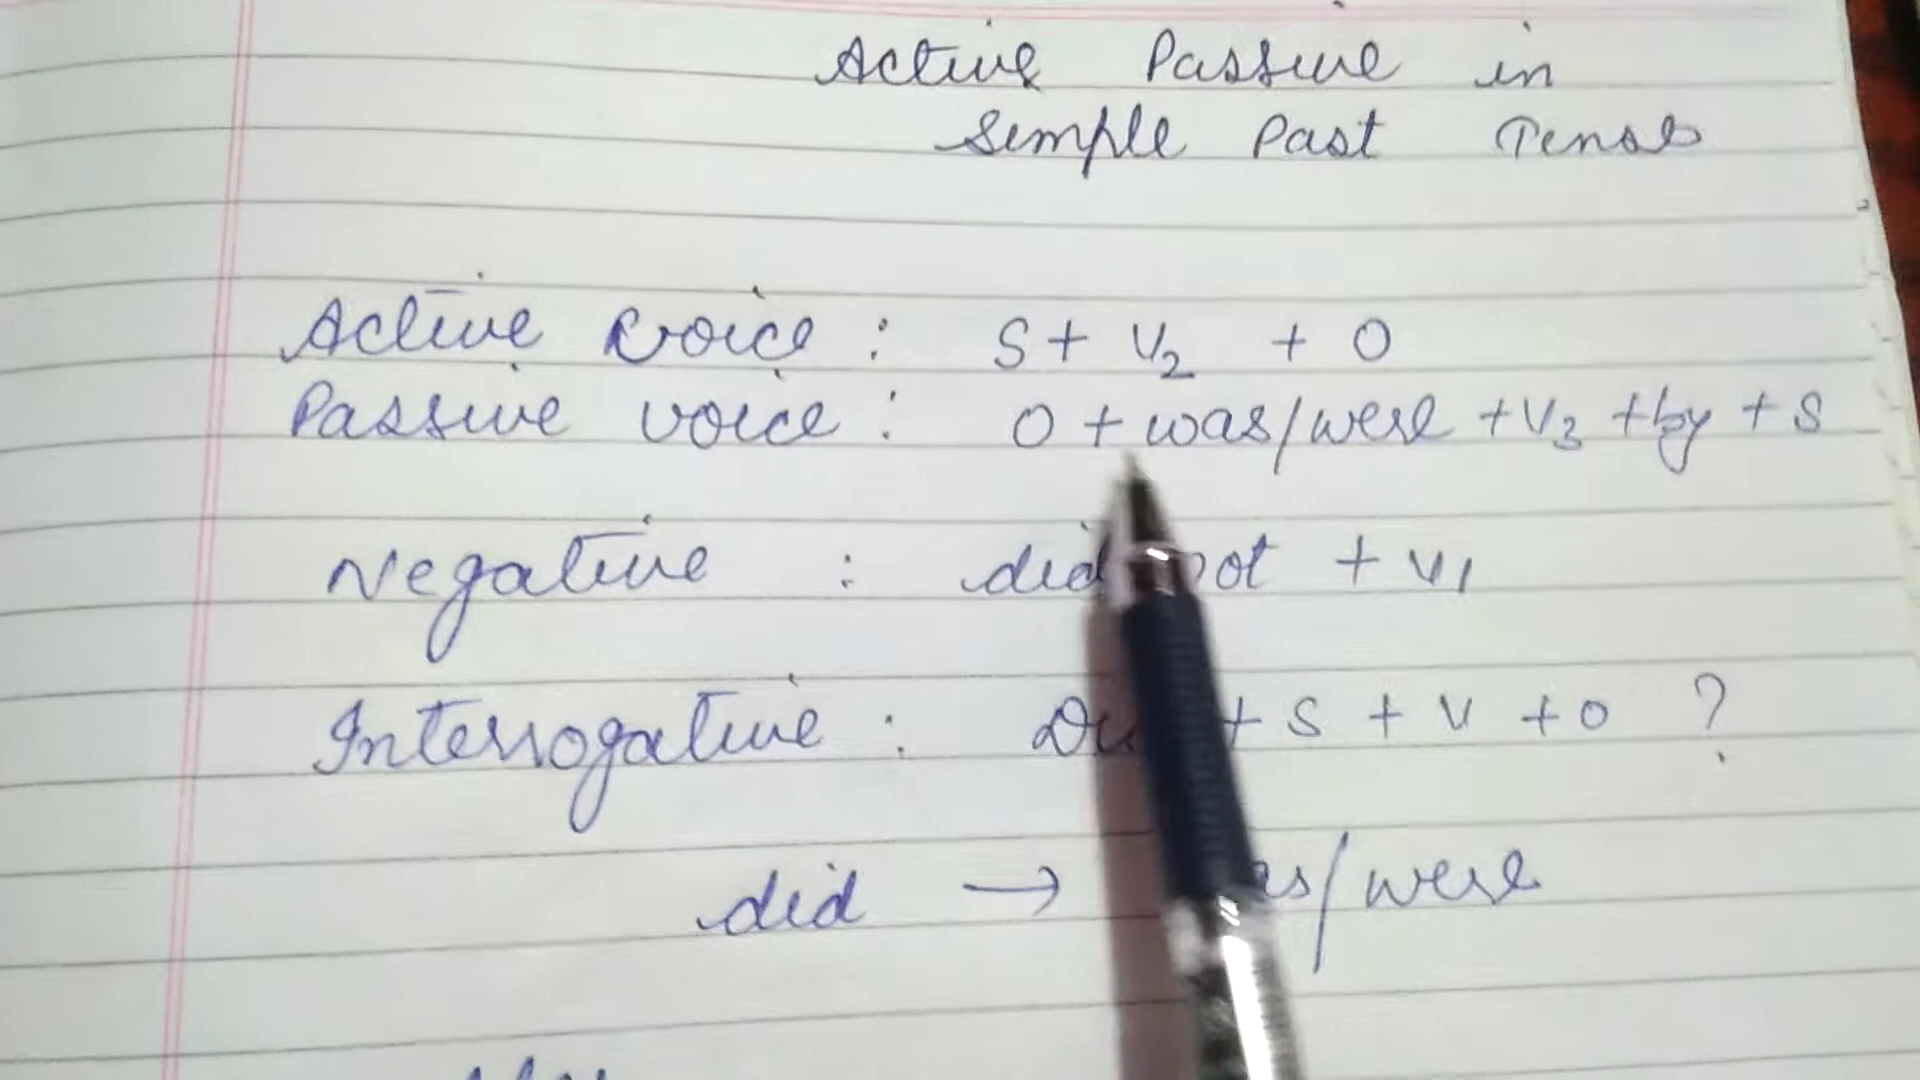 Active Passive in
Simple Past Tense
Active voice : S + V2 + O
Passive voice : O + was/were + V3 + by + S
Negative : did not + V1
Interrogative : + S + V + O ?
did → /were